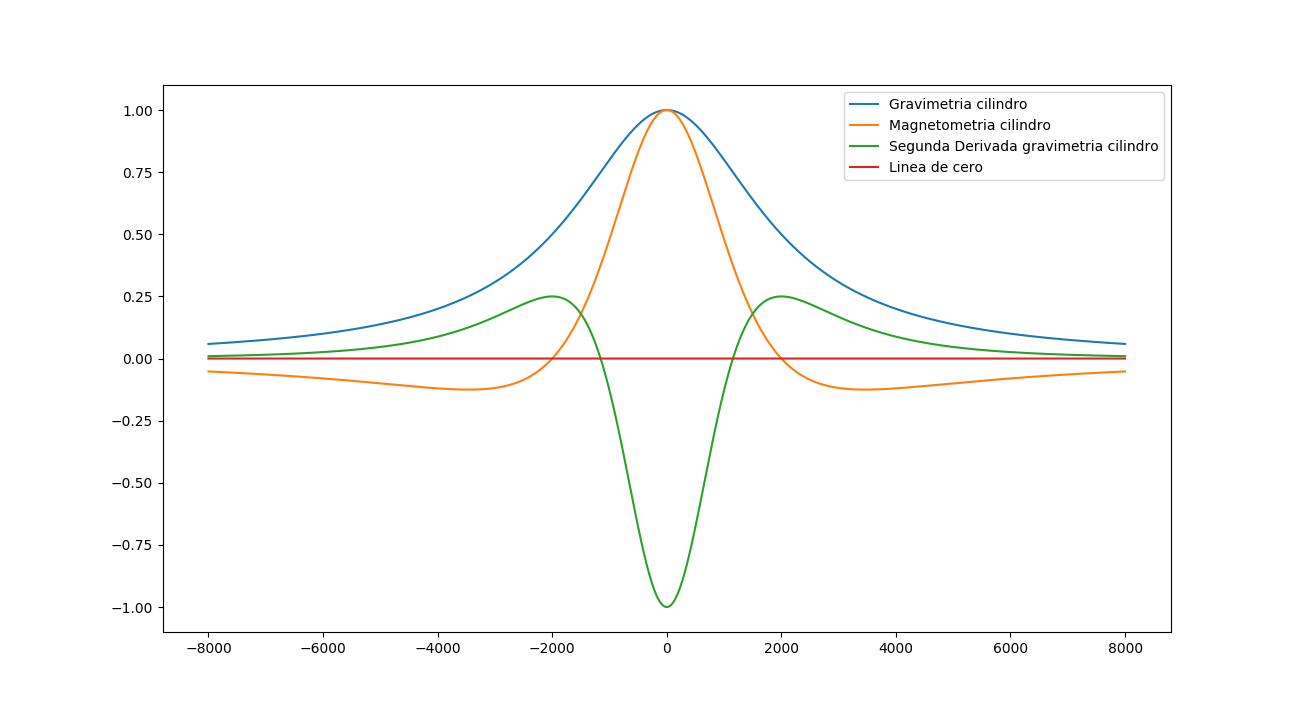 Gravimetria cilindro
Magnetometria cilindro
Segunda Derivada gravimetria cilindro
Linea de cero
1.00
0.75
0.50
0.25
0.00
−0.25
−0.50
−0.75
−1.00
−8000 −6000 −4000 −2000 0 2000 4000 6000 8000